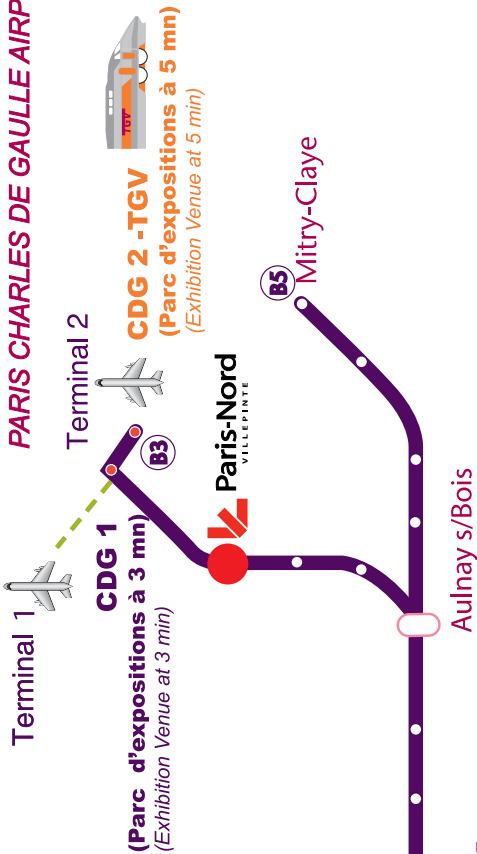 PARIS CHARLES DE GAULLE AIRP
Terminal 1
Terminal 2
CDG 1
(Parc d'expositions à 3 mn)
(Exhibition Venue at 3 min)
TGV
CDG 2 -TGV
(Parc d'expositions à 5 mn)
(Exhibition Venue at 5 min)
B3
Paris-Nord
VILLEPINTE
B5
Mitry-Claye
Aulnay s/Bois